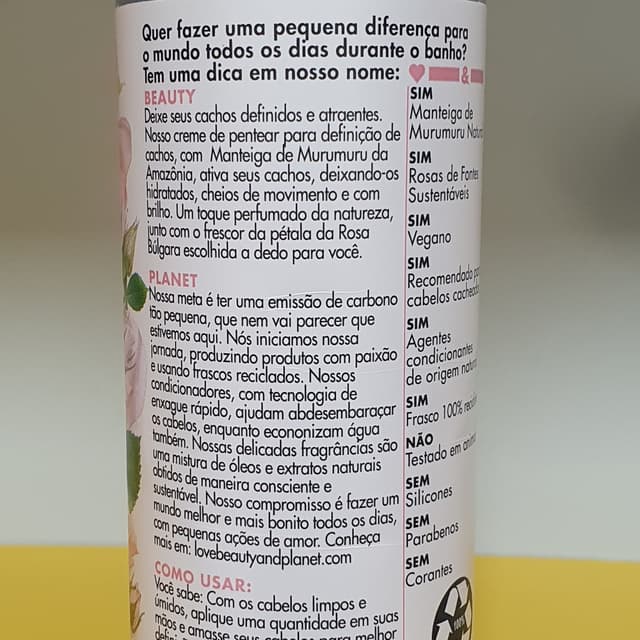 Quer fazer uma pequena diferença para
o mundo todos os dias durante o banho?
Tem uma dica em nosso nome:
&
BEAUTY
Deixe seus cachos definidos e atraentes.
Nosso creme de pentear para definição de
cachos, com Manteiga de Murumuru da
Amazônia, ativa seus cachos, deixando-os
hidratados, cheios de movimento e com
brilho. Um toque perfumado da natureza,
junto com o frescor da pétala da Rosa
Búlgara escolhida a dedo para você.
PLANET
Nossa meta é ter uma emissão de carbono
tão pequena, que nem vai parecer que
estivemos aqui. Nós iniciamos nossa
jornada, produzindo produtos com paixão
e usando frascos reciclados. Nossos
condicionadores, com tecnologia de
enxague rápido, ajudam abdesembaraçar
os cabelos, enquanto econonizam água
também. Nossas delicadas fragrâncias são
uma mistura de óleos e extratos naturais
obtidos de maneira consciente e
sustentável. Nosso compromisso é fazer um
mundo melhor e mais bonito todos os dias,
com pequenas ações de amor. Conheça
mais em: lovebeautyandplanet.com
COMO USAR:
Você sabe: Com os cabelos limpos e
úmidos, aplique uma quantidade em suas
mãos e amasse seus cabelos para melhor
SIM
Manteiga de
Murumuru
SIM
Rosas de Fontes
Sustentáveis
SIM
Vegano
SIM
Recomendado
cabelos
SIM
Agentes
condicionantes
de origem
SIM
Frasco 100%
NÃO
Testado em
SEM
Silicones
SEM
Parabenos
SEM
Corantes